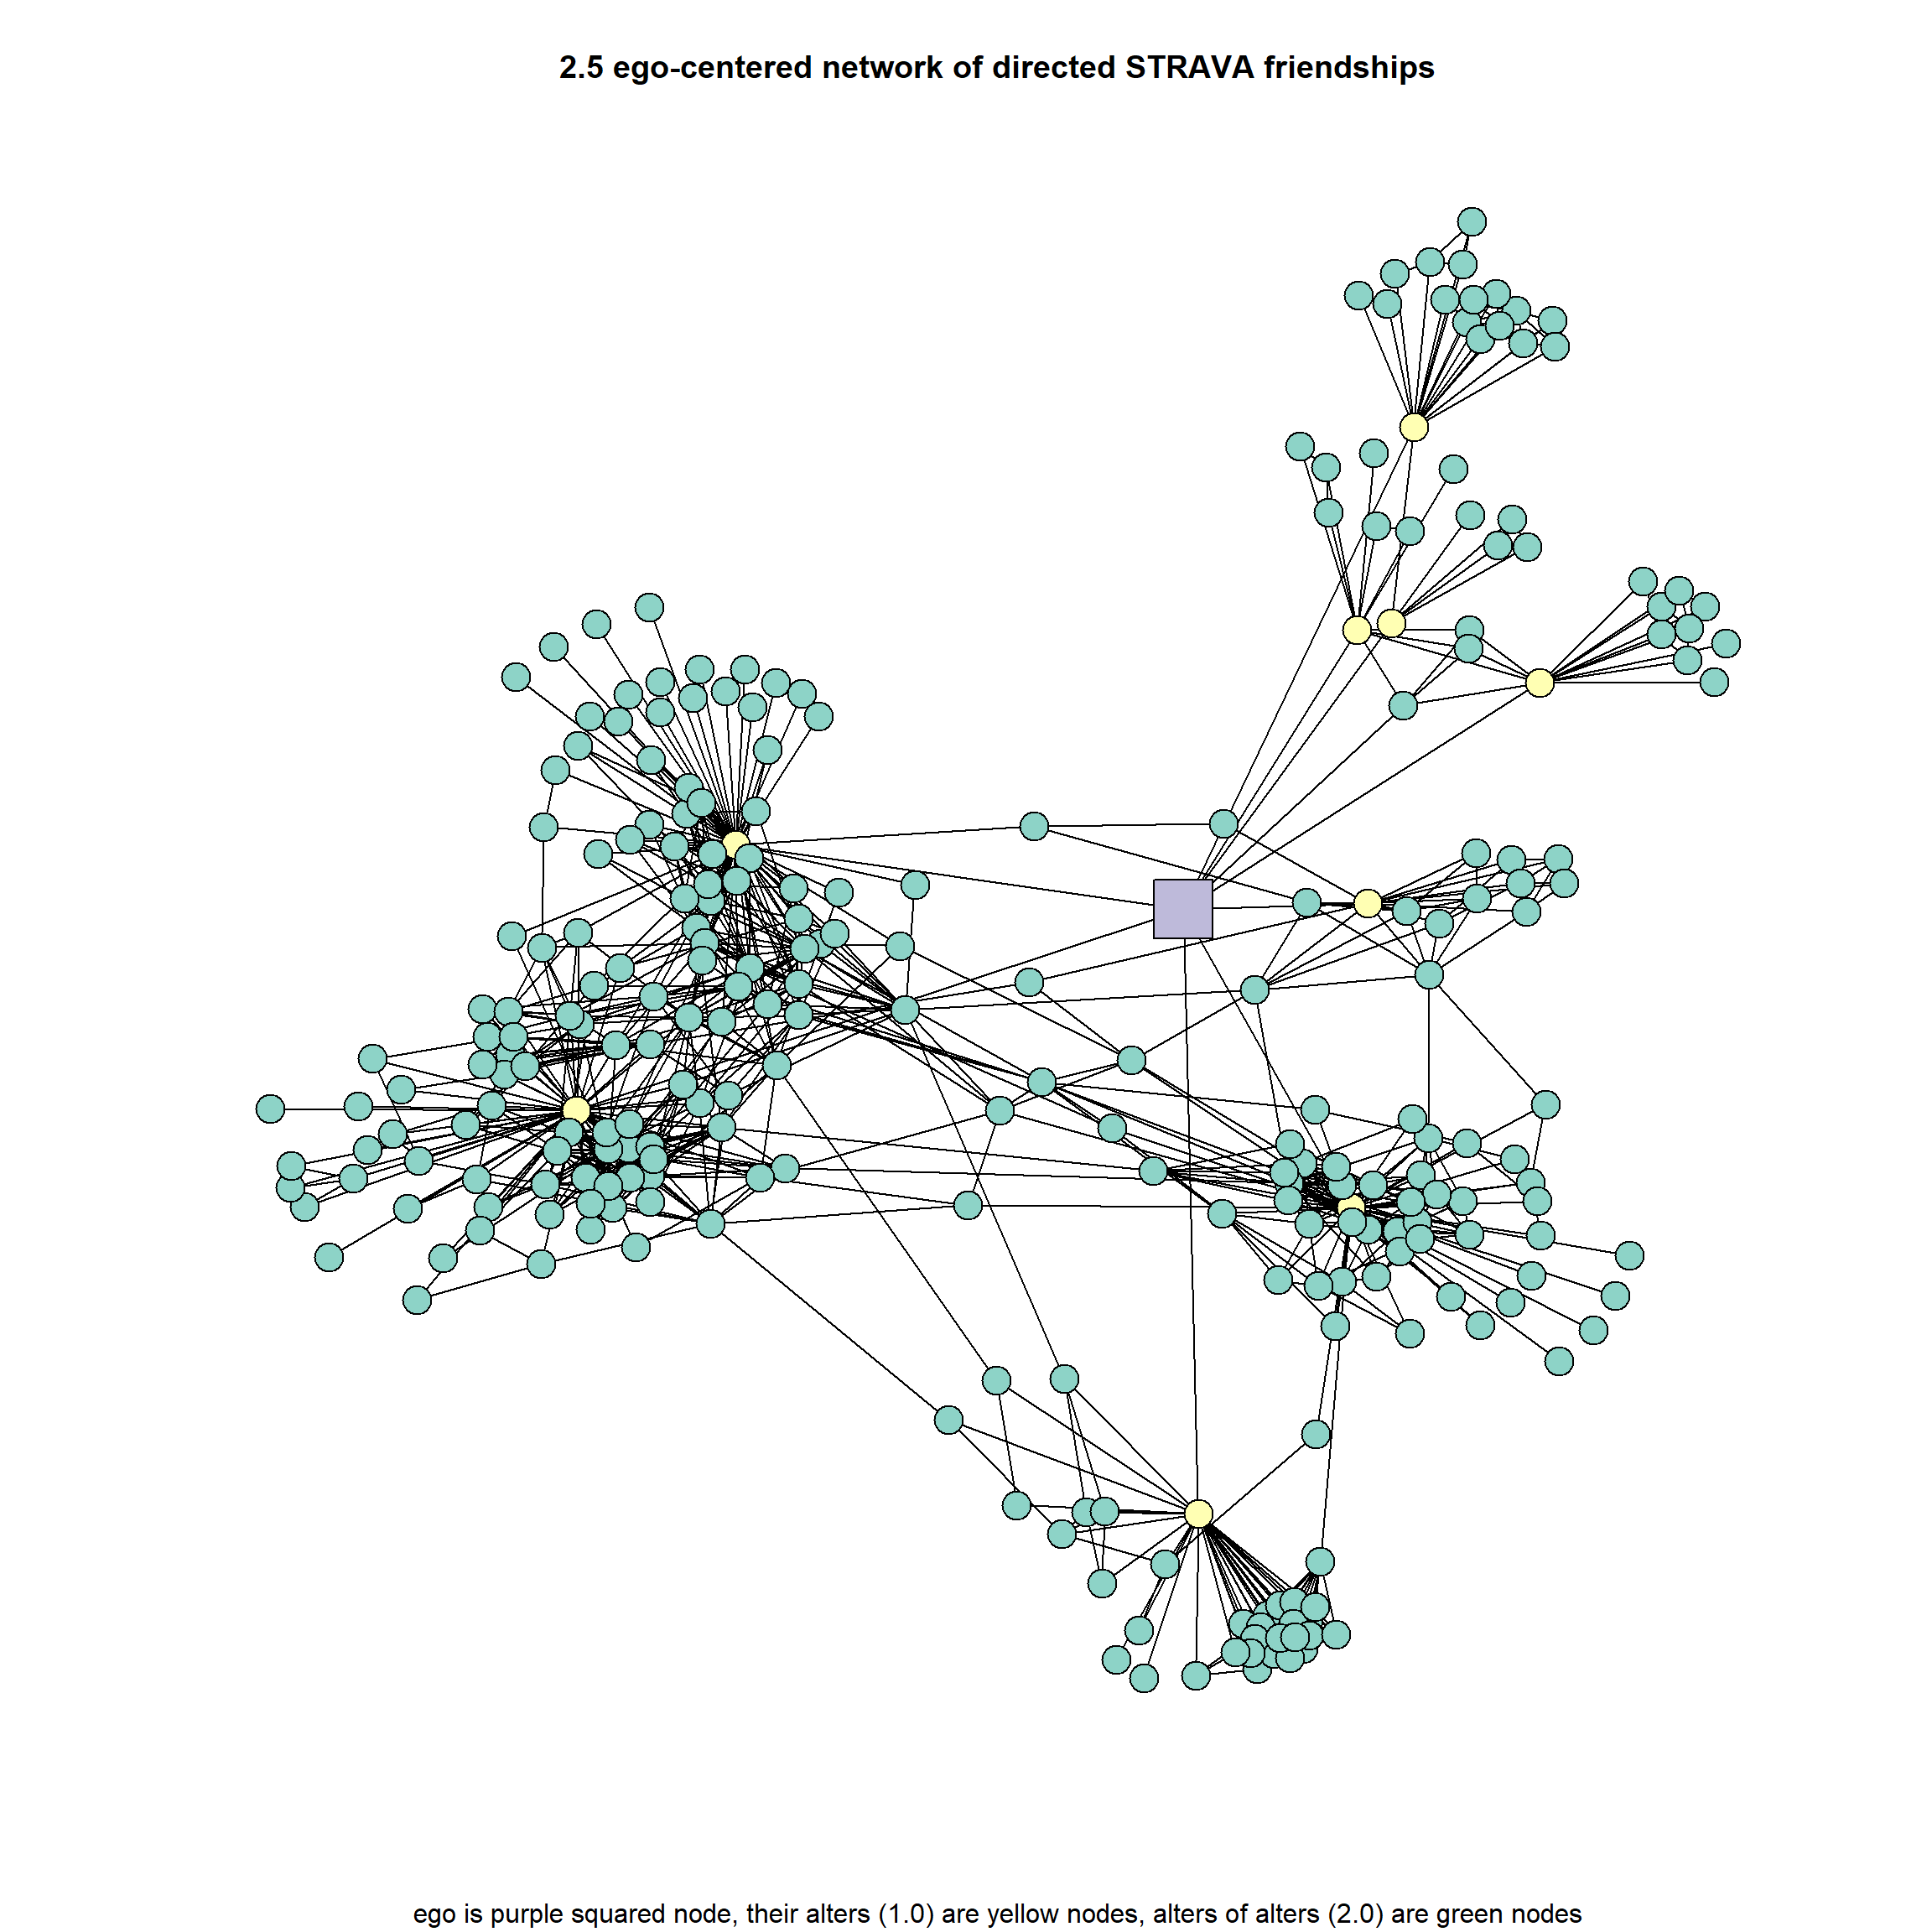 2.5 ego-centered network of directed STRAVA friendships
ego is purple squared node, their alters (1.0) are yellow nodes, alters of alters (2.0) are green nodes